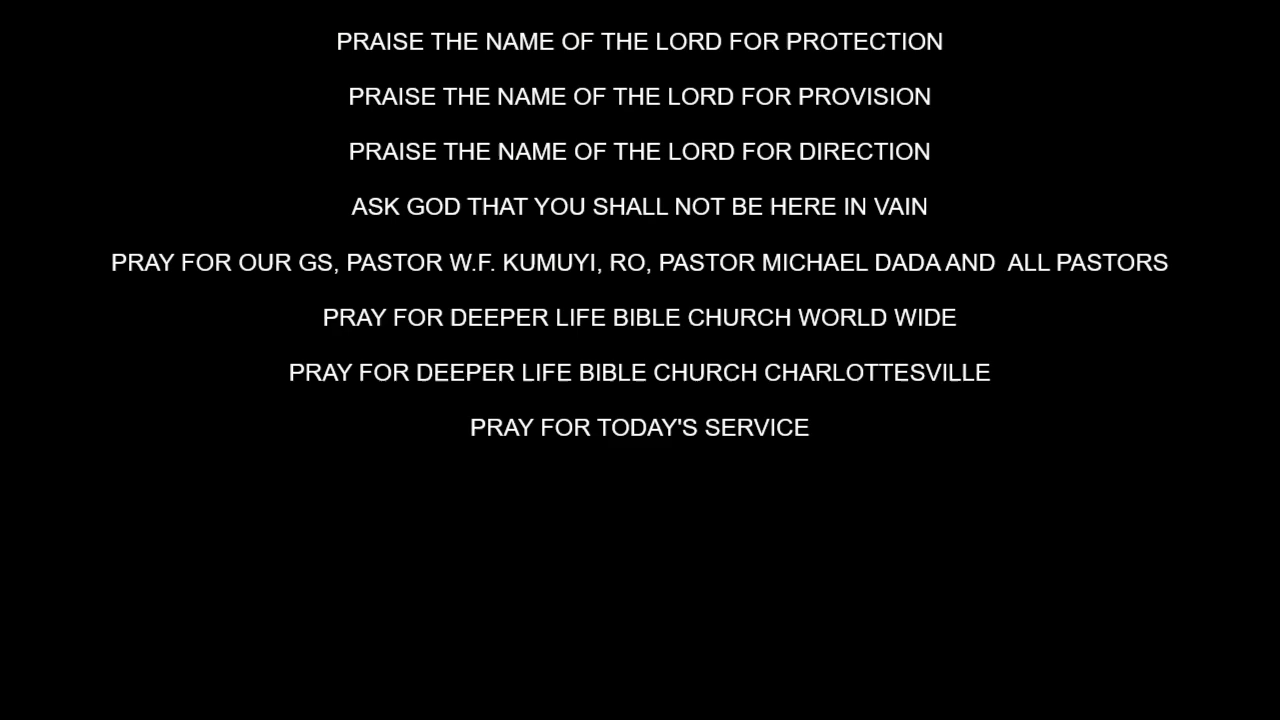 PRAISE THE NAME OF THE LORD FOR PROTECTION
PRAISE THE NAME OF THE LORD FOR PROVISION
PRAISE THE NAME OF THE LORD FOR DIRECTION
ASK GOD THAT YOU SHALL NOT BE HERE IN VAIN
PRAY FOR OUR GS, PASTOR W.F. KUMUYI, RO, PASTOR MICHAEL DADA AND  ALL PASTORS
PRAY FOR DEEPER LIFE BIBLE CHURCH WORLD WIDE
PRAY FOR DEEPER LIFE BIBLE CHURCH CHARLOTTESVILLE
PRAY FOR TODAY'S SERVICE